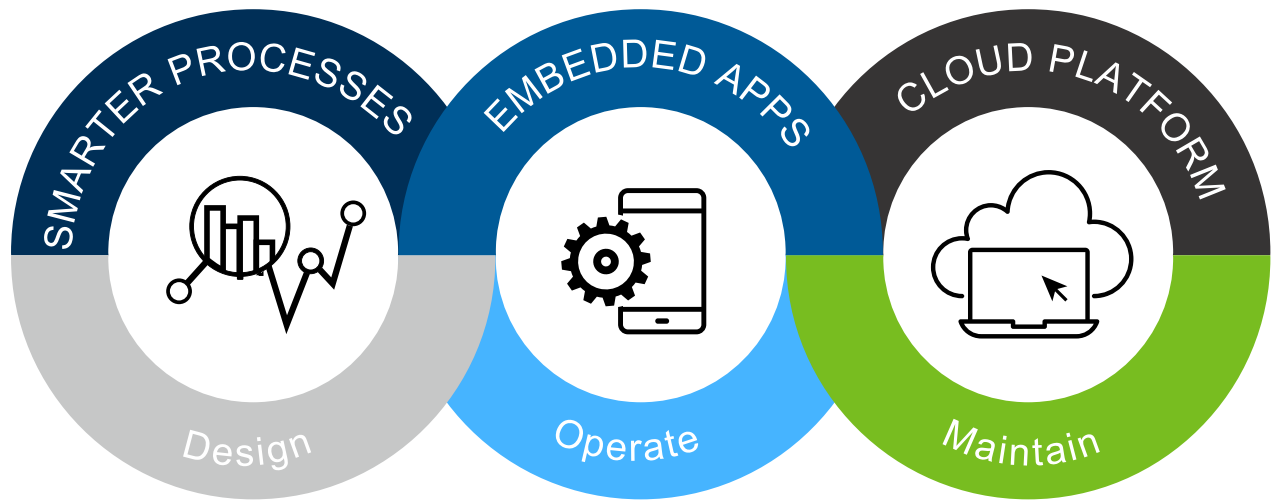 SMARTER PROCESSES
EMBEDDED APPS
CLOUD PLATFORM
Design
Operate
Maintain